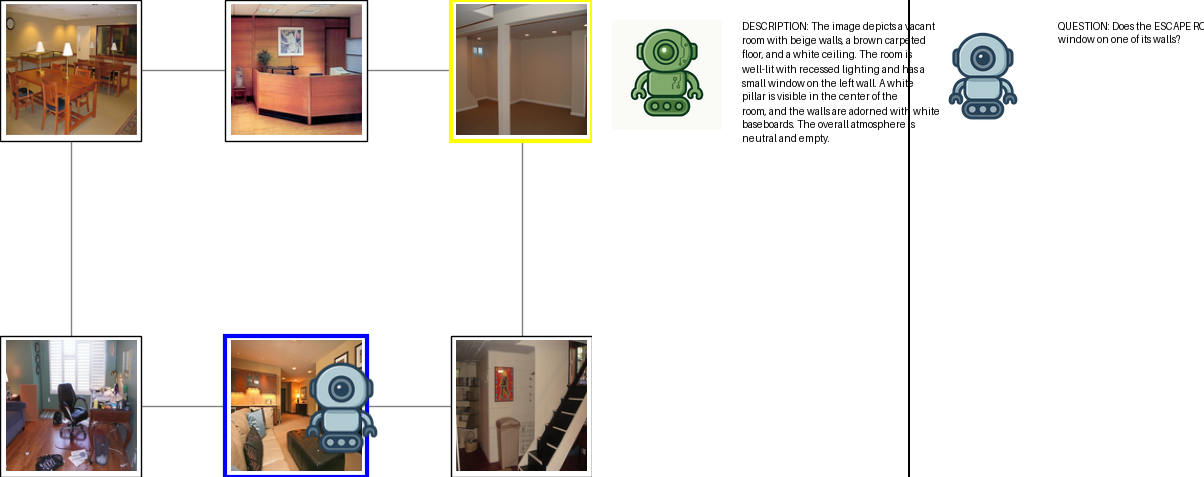 DESCRIPTION: The image depicts a vacant
room with beige walls, a brown carpeted
floor, and a white ceiling. The room is
well-lit with recessed lighting and has a
small window on the left wall. A white
pillar is visible in the center of the
room, and the walls are adorned with white
baseboards. The overall atmosphere is
neutral and empty.
QUESTION: Does the ESCAPE RO
window on one of its walls?